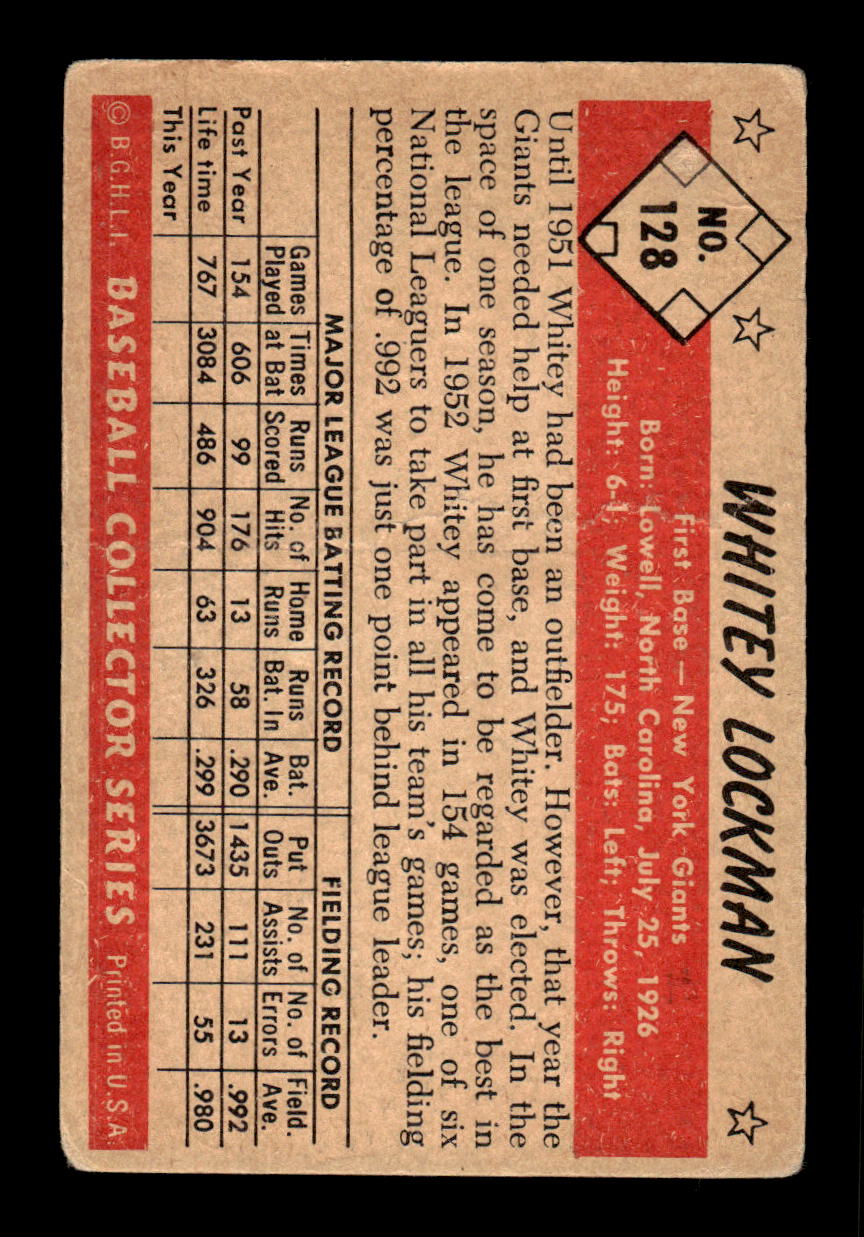 WHITEY LOCKMAN
NO.
128
First Base — New York Giants
Born: Lowell, North Carolina, July 25, 1926
Height: 6-1; Weight: 175; Bats: Left; Throws: Right
Until 1951 Whitey had been an outfielder. However, that year the
Giants needed help at first base, and Whitey was elected. In the
space of one season, he has come to be regarded as the best in
the league. In 1952 Whitey appeared in 154 games, one of six
National Leaguers to take part in all his team's games; his fielding
percentage of .992 was just one point behind league leader.
MAJOR LEAGUE BATTING RECORD FIELDING RECORD
Games Times Runs No. of Home Runs Bat. Put No. of No. of Field.
Played at Bat Scored Hits Runs Bat. In Ave. Outs Assists Errors Ave.
Past Year 154 606 99 176 13 58 .290 1435 111 13 .992
Life time 767 3084 486 904 63 326 .299 3673 231 55 .980
This Year
© B.G.H.L.I. BASEBALL COLLECTOR SERIES Printed in U.S.A.